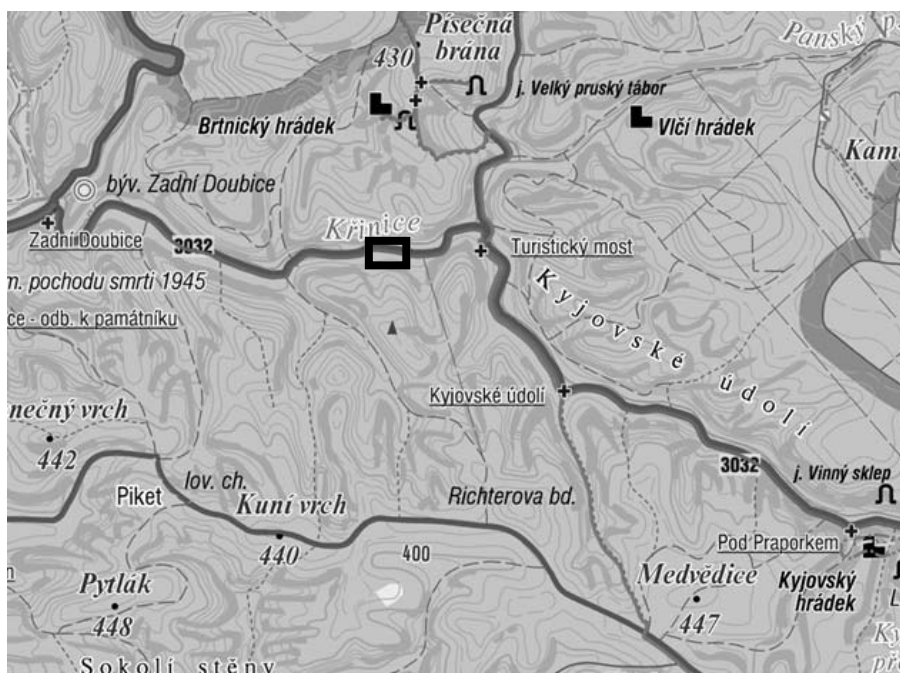 Písečná
brána
430
Panský p.
j. Velký pruský tábor
Brtnický hrádek
Vlčí hrádek
býv. Zadní Doubice
Křinice
Zadní Doubice
3032
Turistický most
m. pochodu smrti 1945
ce - odb. k památníku
Kyjovské údolí
Kyjovské údolí
nečný vrch
442
3032
j. Vinný sklep
lov. ch.
Piket
Kuní vrch
Richterova bd.
440
400
Pod Praporkem
Pytlák
Medvědice
Kyjovský
hrádek
448
447
Sokolí stěny